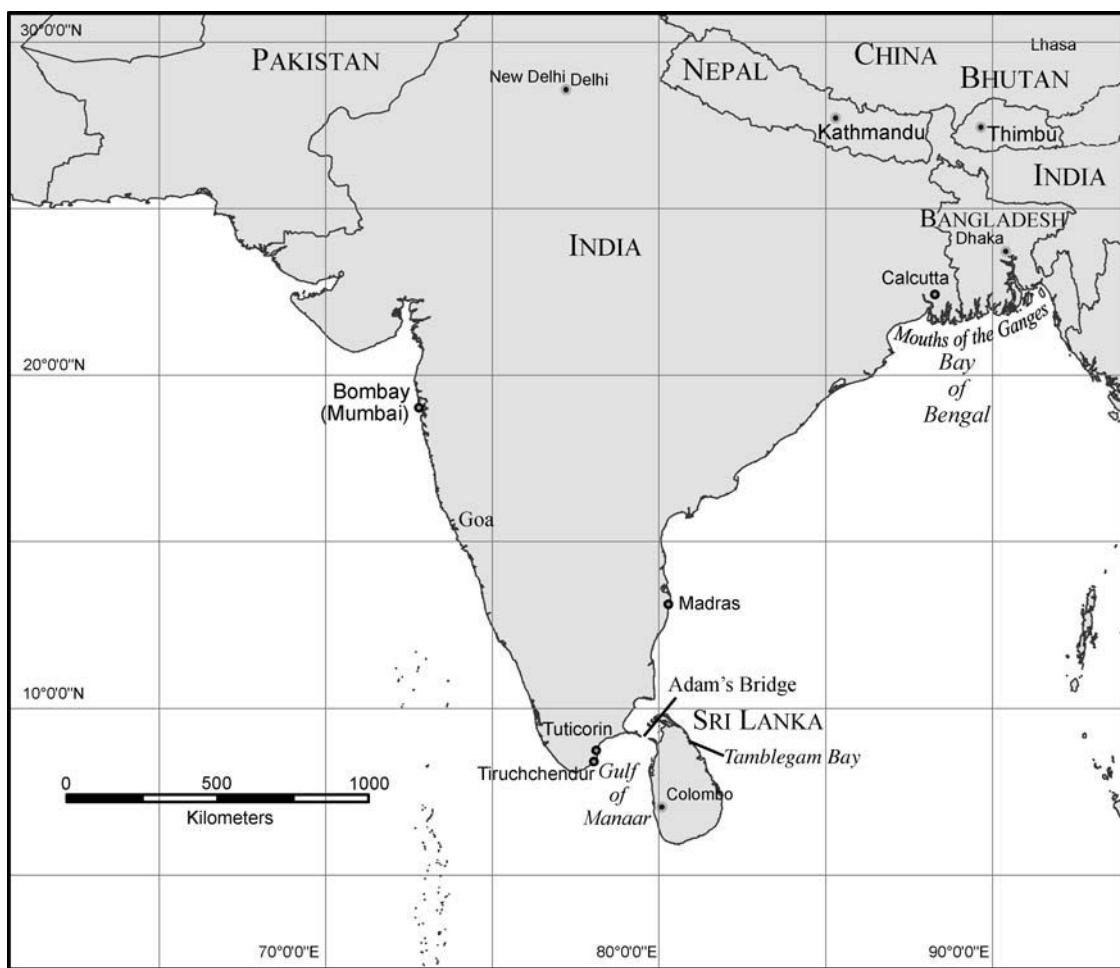 30°0'0"N
PAKISTAN
New Delhi Delhi
NEPAL
CHINA
Lhasa
BHUTAN
Kathmandu
Thimbu
INDIA
INDIA
BANGLADESH
Dhaka
Calcutta
Mouths of the Ganges
20°0'0"N
Bay
of
Bengal
Bombay
(Mumbai)
Goa
Madras
10°0'0"N
Adam's Bridge
SRI LANKA
Tuticorin
Tamblegam Bay
Tiruchchendur
Gulf
of
Manaar
Colombo
0 500 1000
Kilometers
70°0'0"E 80°0'0"E 90°0'0"E